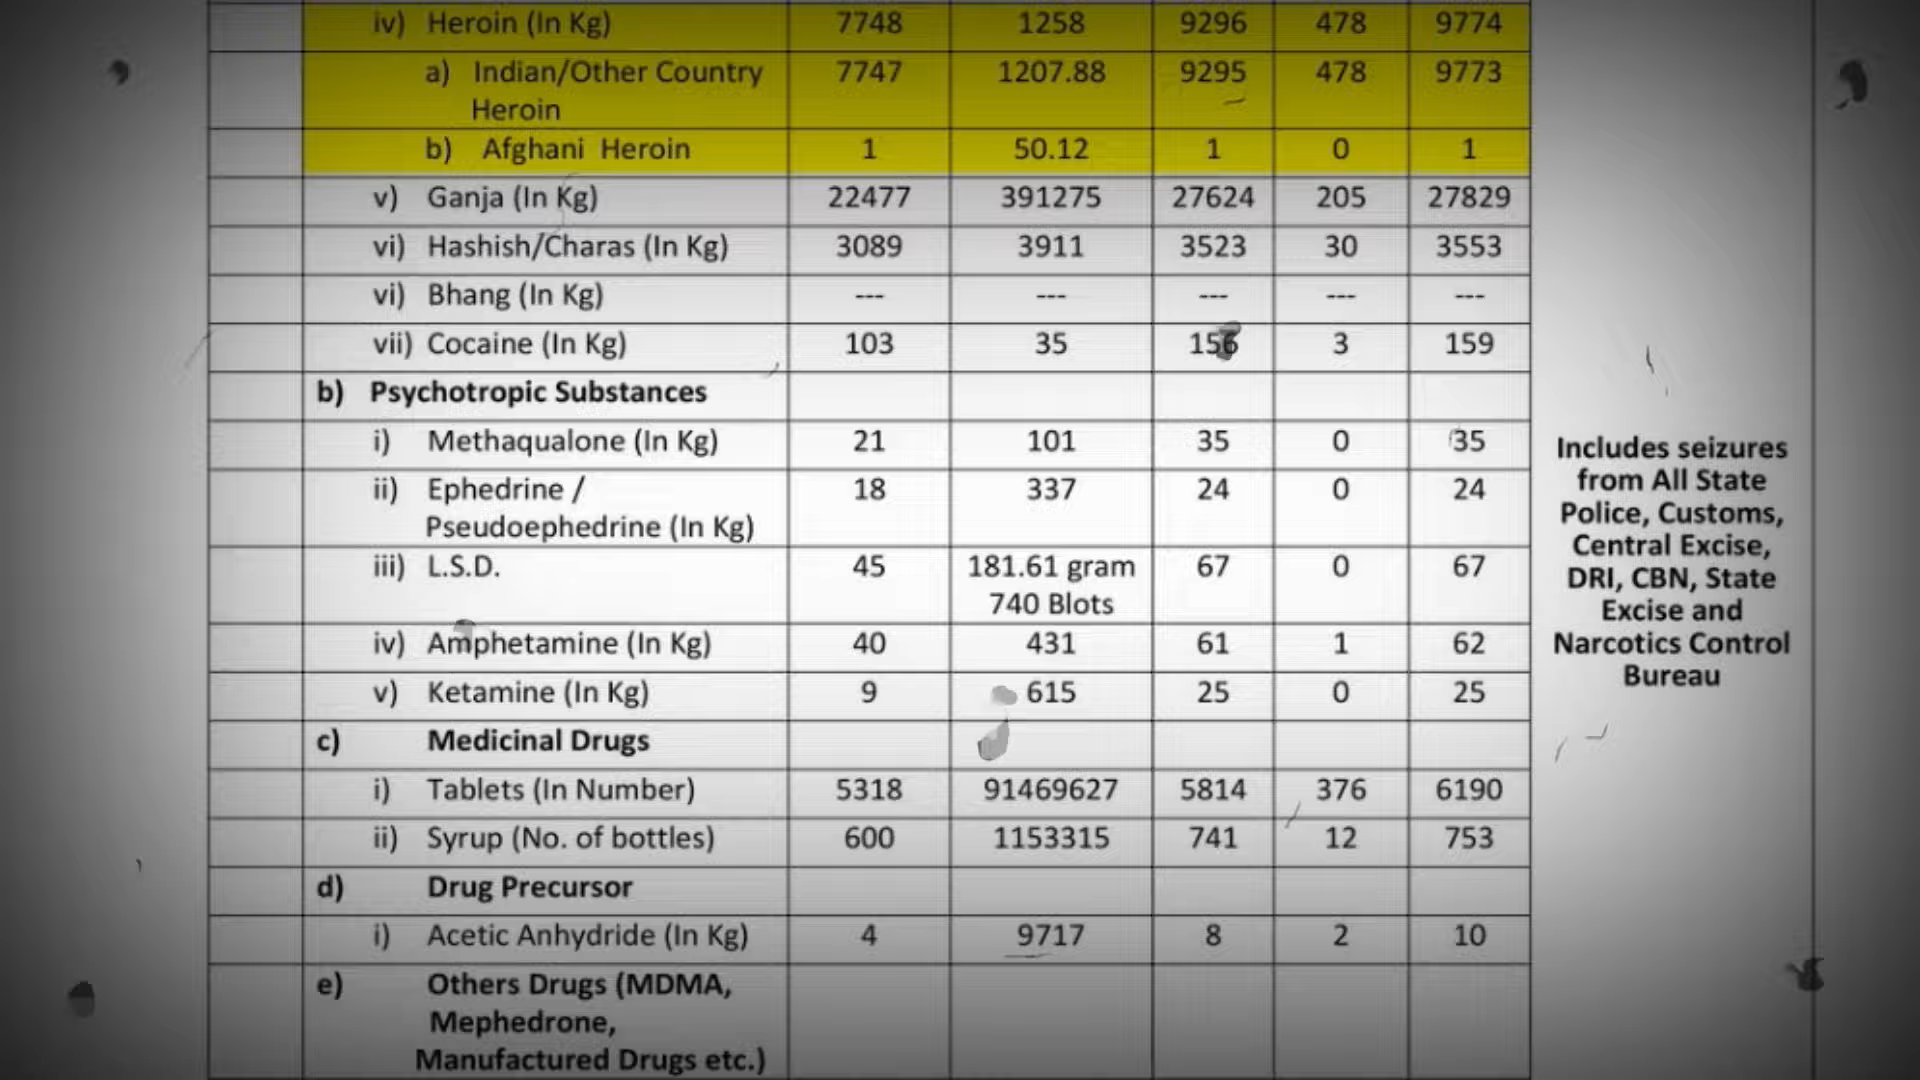 iv) Heroin (In Kg) 7748 1258 9296 478 9774
a) Indian/Other Country 7747 1207.88 9295 478 9773
Heroin
b) Afghani Heroin 1 50.12 1 0 1
v) Ganja (In Kg) 22477 391275 27624 205 27829
vi) Hashish/Charas (In Kg) 3089 3911 3523 30 3553
vi) Bhang (In Kg) --- --- --- --- ---
vii) Cocaine (In Kg) 103 35 156 3 159
b) Psychotropic Substances
i) Methaqualone (In Kg) 21 101 35 0 35
ii) Ephedrine / 18 337 24 0 24
Pseudoephedrine (In Kg)
iii) L.S.D. 45 181.61 gram 67 0 67
740 Blots
iv) Amphetamine (In Kg) 40 431 61 1 62
v) Ketamine (In Kg) 9 615 25 0 25
c) Medicinal Drugs
i) Tablets (In Number) 5318 91469627 5814 376 6190
ii) Syrup (No. of bottles) 600 1153315 741 12 753
d) Drug Precursor
i) Acetic Anhydride (In Kg) 4 9717 8 2 10
e) Others Drugs (MDMA,
Mephedrone,
Manufactured Drugs etc.)
Includes seizures
from All State
Police, Customs,
Central Excise,
DRI, CBN, State
Excise and
Narcotics Control
Bureau